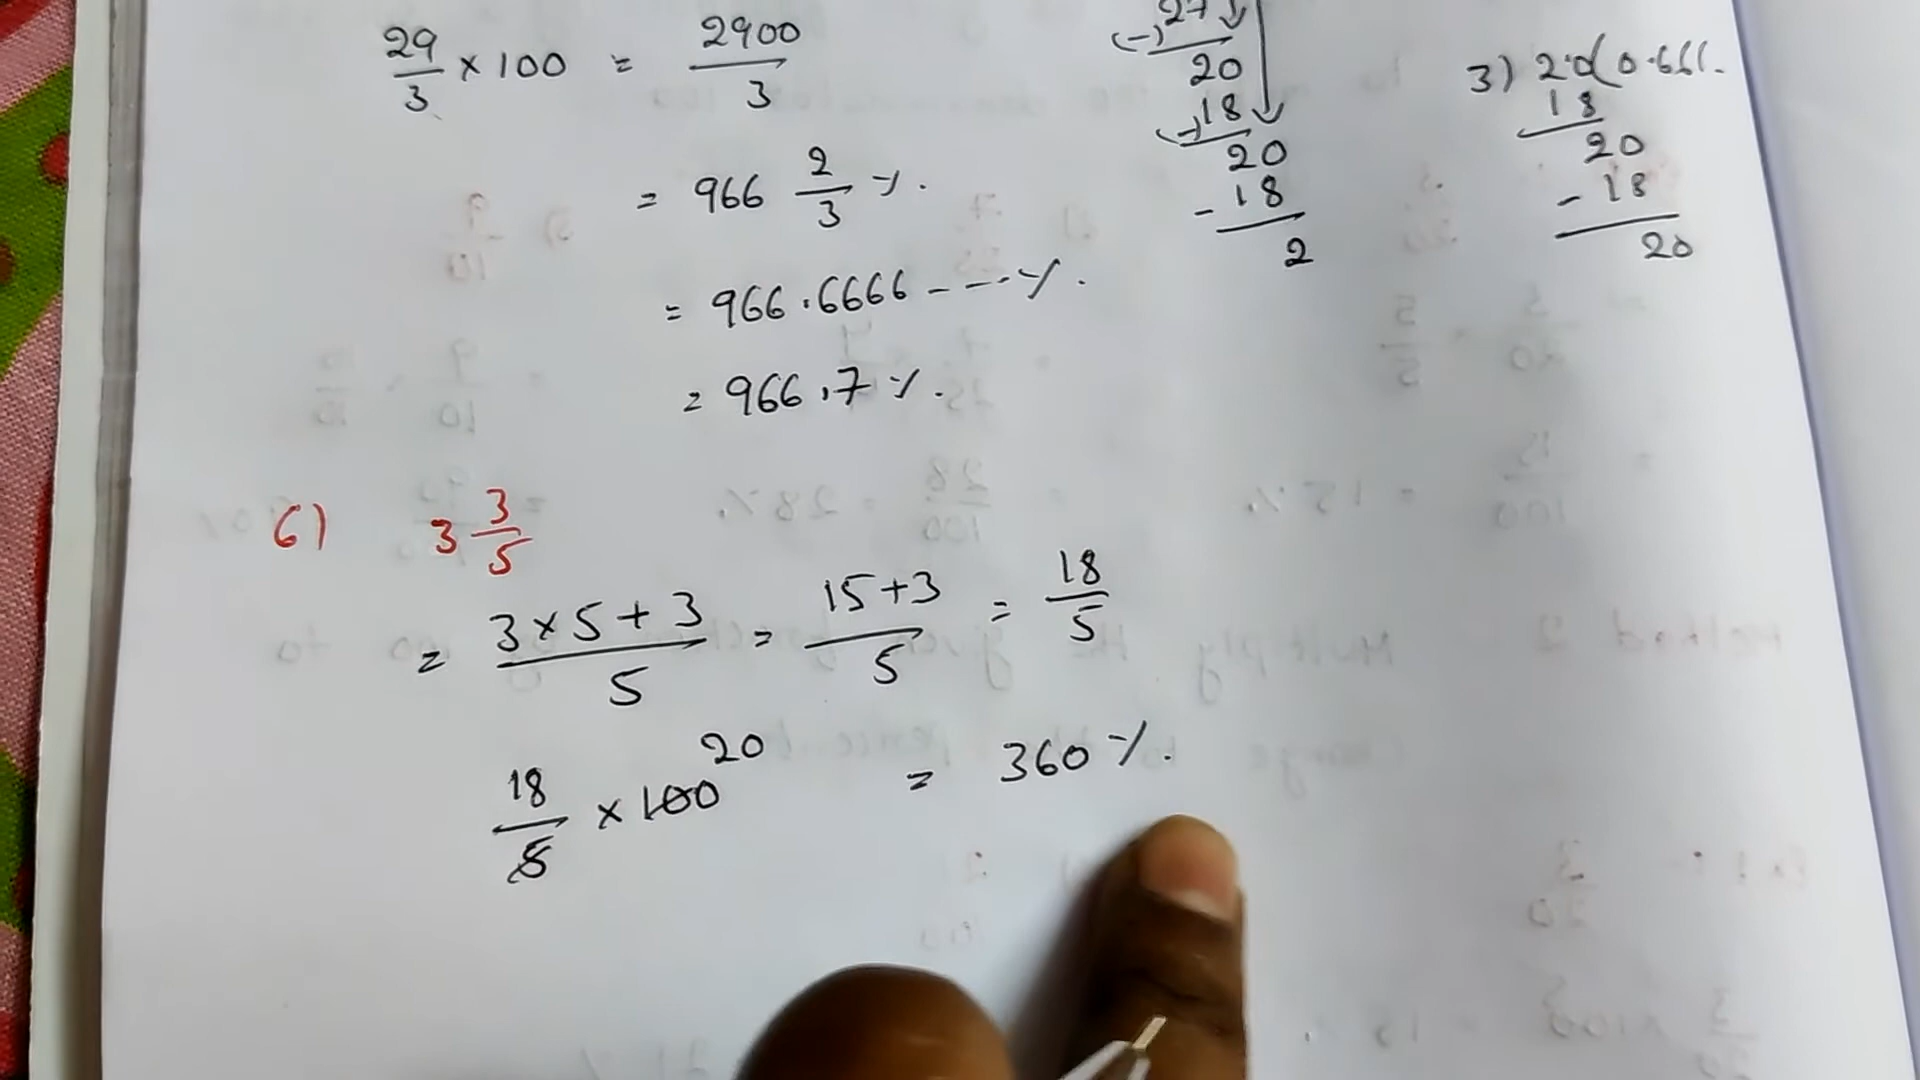 29/3 × 100 = 2900/3
= 966 2/3 %.
= 966.6666 - - - %.
= 966.7 %.
27
(-)
20
(-) 18
20
- 18
2
3) 2.0( 0.666.
18
20
- 18
20
6) 3 3/5
= 3×5+3/5 = 15+3/5 = 18/5
18/5 × 100 20 = 360 %.